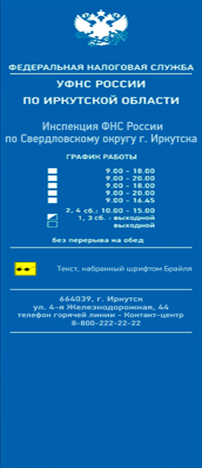 ФЕДЕРАЛЬНАЯ НАЛОГОВАЯ СЛУЖБА
УФНС РОССИИ
ПО ИРКУТСКОЙ ОБЛАСТИ
Инспекция ФНС России
по Свердловскому округу г. Иркутска
ГРАФИК РАБОТЫ
9.00 - 18.00
9.00 - 20.00
9.00 - 18.00
9.00 - 20.00
9.00 - 16.45
2, 4 сб.: 10.00 - 15.00
1, 3 сб. : выходной
выходной
без перерыва на обед
Текст, набранный шрифтом Брайля
664039, г. Иркутск
ул. 4-я Железнодорожная, 44
телефон горячей линии - Контакт-центр
8-800-222-22-22